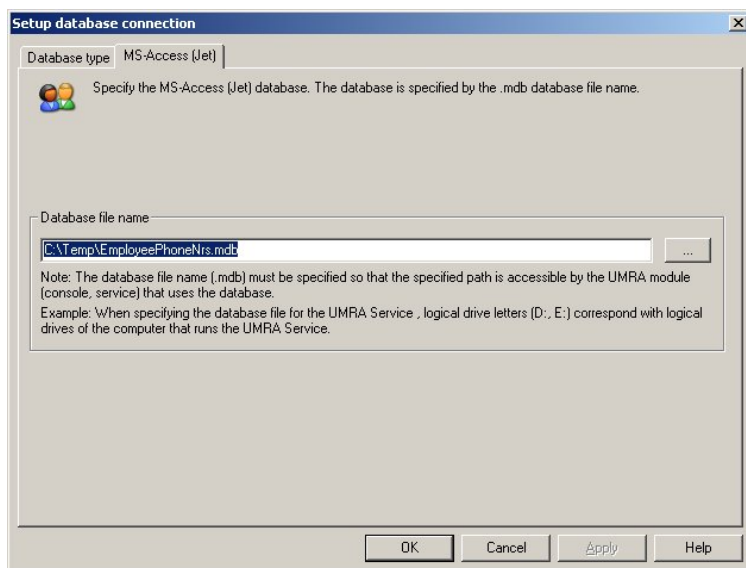 Setup database connection
Database type MS-Access (Jet)
Specify the MS-Access (Jet) database. The database is specified by the .mdb database file name.
Database file name
C:\Temp\EmployeePhoneNrs.mdb
...
Note: The database file name (.mdb) must be specified so that the specified path is accessible by the UMRA module
(console, service) that uses the database.
Example: When specifying the database file for the UMRA Service , logical drive letters (D:, E:) correspond with logical
drives of the computer that runs the UMRA Service.
OK Cancel Apply Help